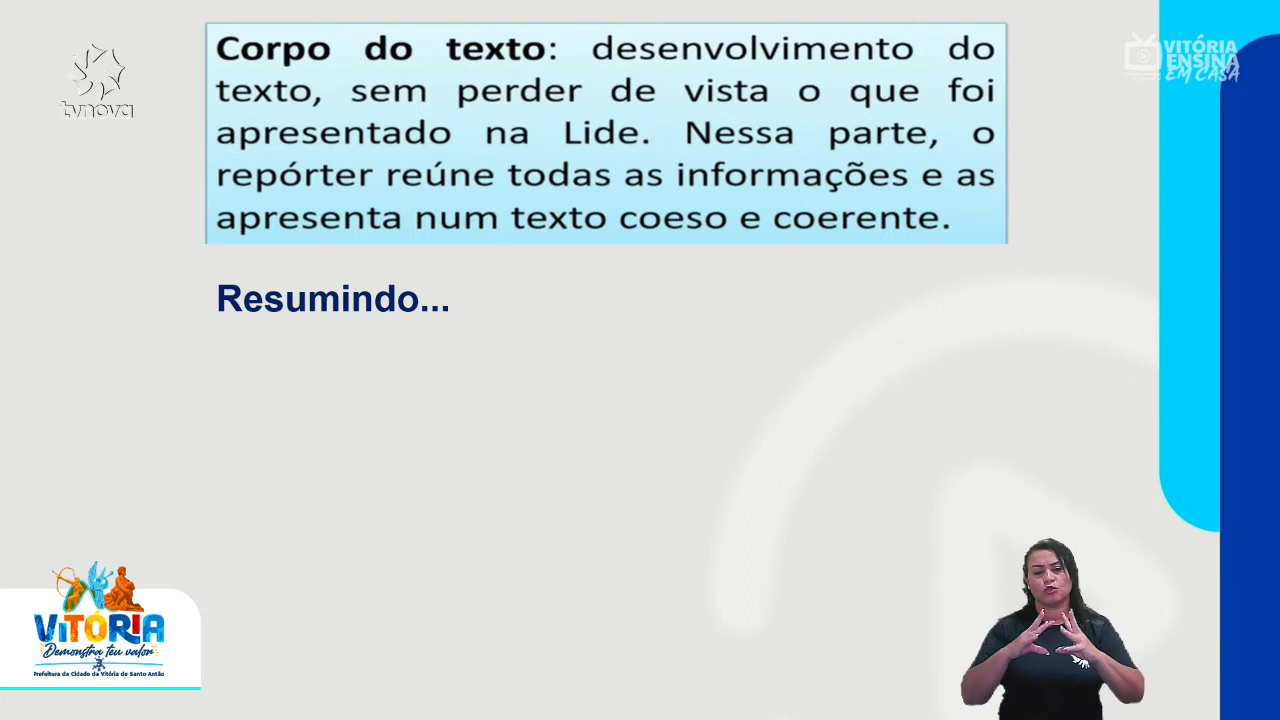 Corpo do texto: desenvolvimento do
texto, sem perder de vista o que foi
apresentado na Lide. Nessa parte, o
repórter reúne todas as informações e as
apresenta num texto coeso e coerente.
Resumindo...
tvnova
VITÓRIA
ENSINA
EM CASA
VITÓRIA
Demonstra teu valor
Prefeitura da Cidade da Vitória de Santo Antão